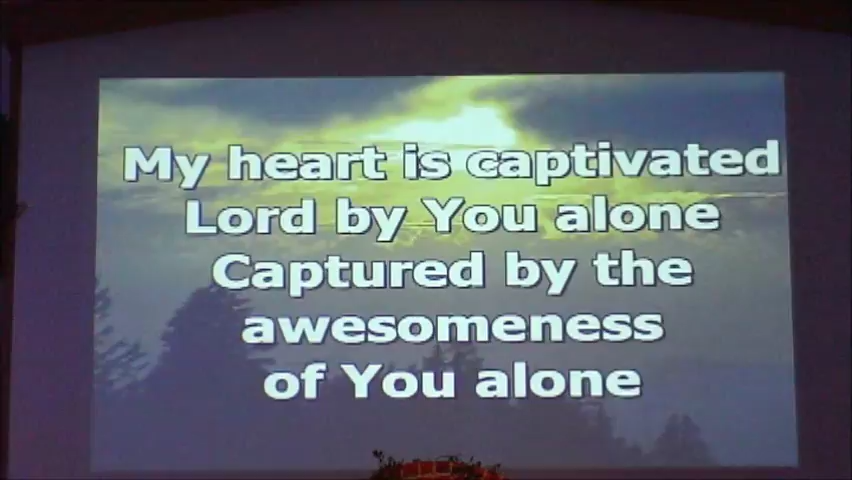 My heart is captivated
Lord by You alone
Captured by the
awesomeness
of You alone